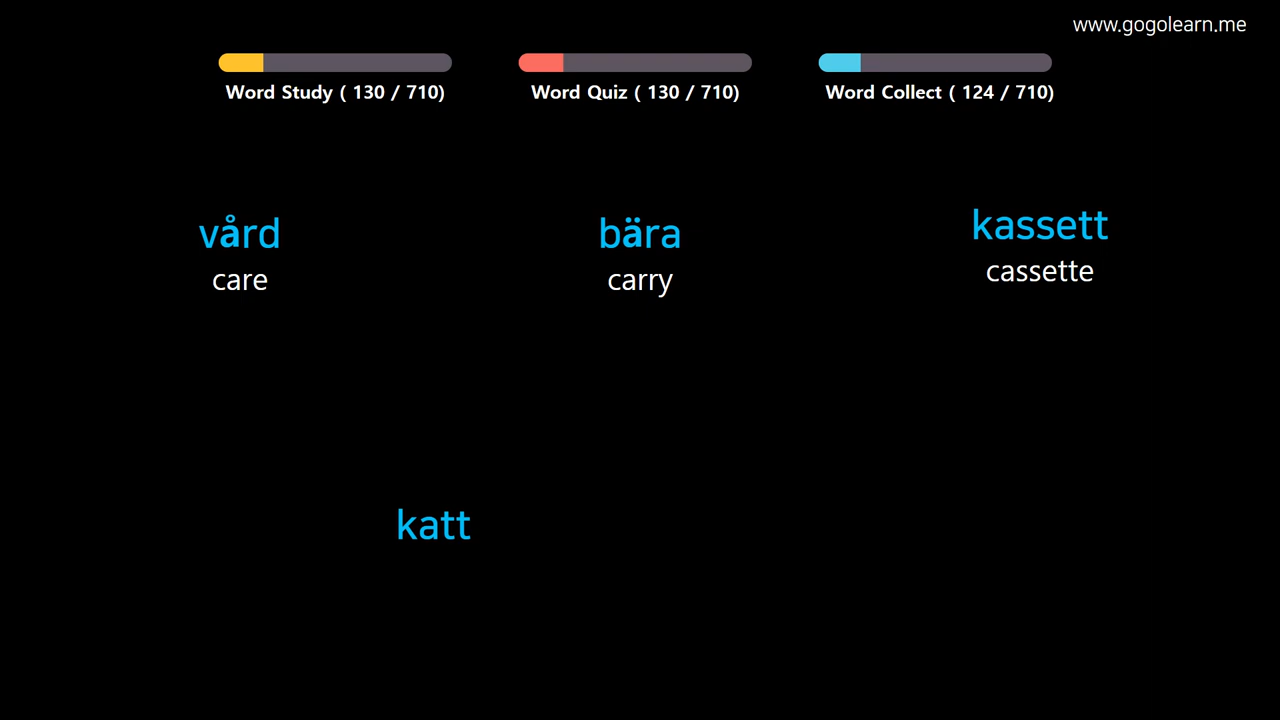 www.gogolearn.me
Word Study ( 130 / 710)
Word Quiz ( 130 / 710)
Word Collect ( 124 / 710)
vård
care
bära
carry
kassett
cassette
katt